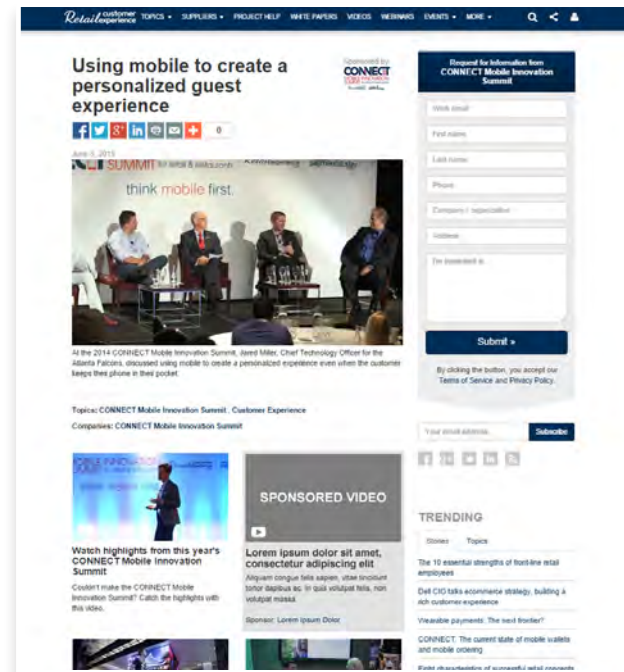 Retail customer experience TOPICS SUPPLIERS PROJECT HELP WHITE PAPERS VIDEOS WEBINARS EVENTS MORE
Using mobile to create a
personalized guest
experience
Sponsored by
CONNECT
0
June 5, 2015
SUMMIT
think mobile first.
At the 2014 CONNECT Mobile Innovation Summit, Jared Miller, Chief Technology Officer for the
Atlanta Falcons, discussed using mobile to create a personalized experience even when the customer
keeps their phone in their pocket.
Topics: CONNECT Mobile Innovation Summit , Customer Experience
Companies: CONNECT Mobile Innovation Summit
MOBILE INNOVATION
Watch highlights from this year's
CONNECT Mobile Innovation
Summit
Couldn't make the CONNECT Mobile
Innovation Summit? Catch the highlights with
this video.
SPONSORED VIDEO
Lorem ipsum dolor sit amet,
consectetur adipiscing elit
Aliquam congue felis sapien, vitae tincidunt
tortor dapibus ac. In quis volutpat felis, non
volutpat massa.
Sponsor: Lorem Ipsum Dolor
Request for Information from
CONNECT Mobile Innovation
Summit
Work email
First name
Last name
Phone
Company / organization
Address
I'm interested in...
Submit »
By clicking the button, you accept our
Terms of Service and Privacy Policy.
Your email address
Subscribe
TRENDING
Stories Topics
The 10 essential strengths of front-line retail
employees
Dell CIO talks ecommerce strategy, building a
rich customer experience
Wearable payments: The next frontier?
CONNECT: The current state of mobile wallets
and mobile ordering
Eight characteristics of successful retail concepts